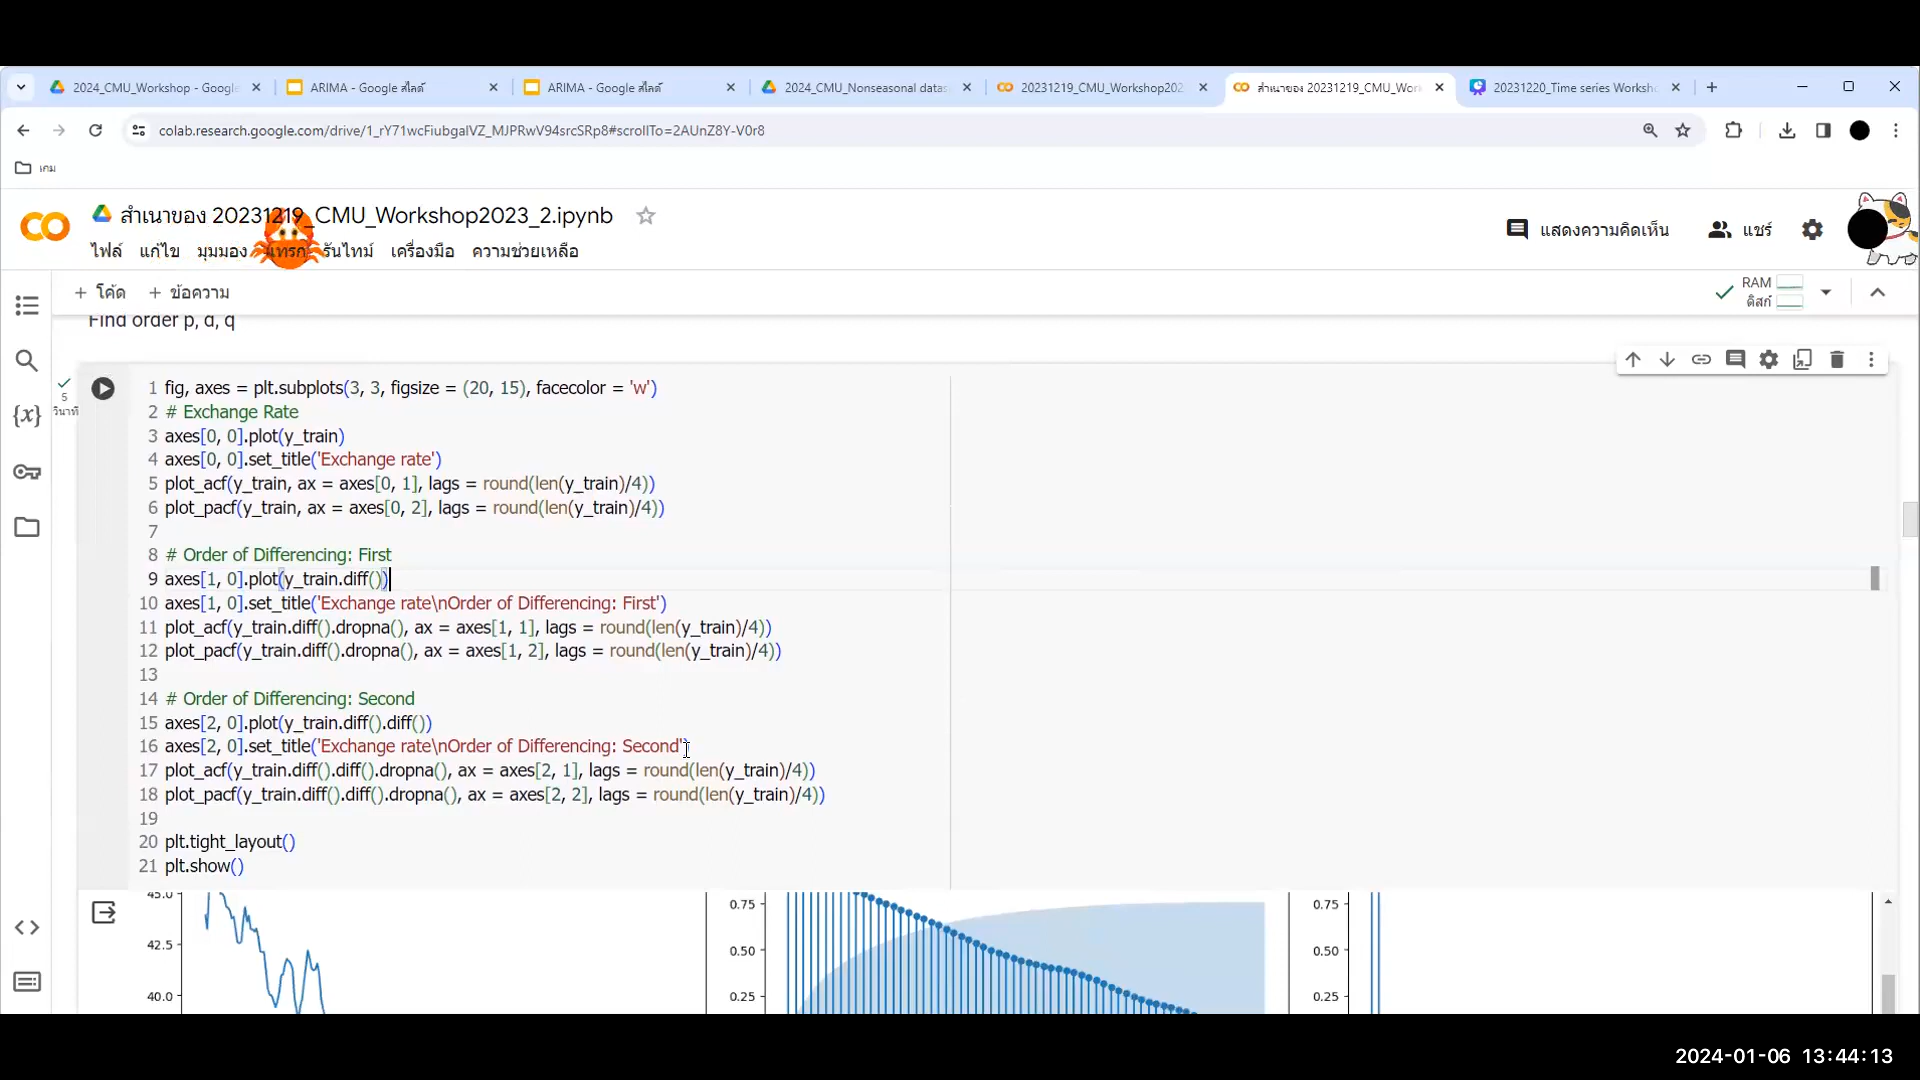 2024_CMU_Workshop - Google
ARIMA - Google สไลด์
ARIMA - Google สไลด์
2024_CMU_Nonseasonal datas
20231219_CMU_Workshop202
สำเนาของ 20231219_CMU_Wor
20231220_Time series Worksh
colab.research.google.com/drive/1_rY71wcFiubgaIVZ_MJPRwV94srcSRp8#scrollTo=2AUnZ8Y-V0r8
เกม
สำเนาของ 20231219_CMU_Workshop2023_2.ipynb
แสดงความคิดเห็น
แชร์
ไฟล์ แก้ไข มุมมอง แทรก รันไทม์ เครื่องมือ ความช่วยเหลือ
+ โค้ด + ข้อความ
RAM
ดิสก์
Find order p, d, q
5
วินาที
1 fig, axes = plt.subplots(3, 3, figsize = (20, 15), facecolor = 'w')
2 # Exchange Rate
3 axes[0, 0].plot(y_train)
4 axes[0, 0].set_title('Exchange rate')
5 plot_acf(y_train, ax = axes[0, 1], lags = round(len(y_train)/4))
6 plot_pacf(y_train, ax = axes[0, 2], lags = round(len(y_train)/4))
7
8 # Order of Differencing: First
9 axes[1, 0].plot(y_train.diff())
10 axes[1, 0].set_title('Exchange rate\nOrder of Differencing: First')
11 plot_acf(y_train.diff().dropna(), ax = axes[1, 1], lags = round(len(y_train)/4))
12 plot_pacf(y_train.diff().dropna(), ax = axes[1, 2], lags = round(len(y_train)/4))
13
14 # Order of Differencing: Second
15 axes[2, 0].plot(y_train.diff().diff())
16 axes[2, 0].set_title('Exchange rate\nOrder of Differencing: Second')
17 plot_acf(y_train.diff().diff().dropna(), ax = axes[2, 1], lags = round(len(y_train)/4))
18 plot_pacf(y_train.diff().diff().dropna(), ax = axes[2, 2], lags = round(len(y_train)/4))
19
20 plt.tight_layout()
21 plt.show()
45.0
42.5
40.0
0.75
0.50
0.25
0.75
0.50
0.25
2024-01-06 13:44:13